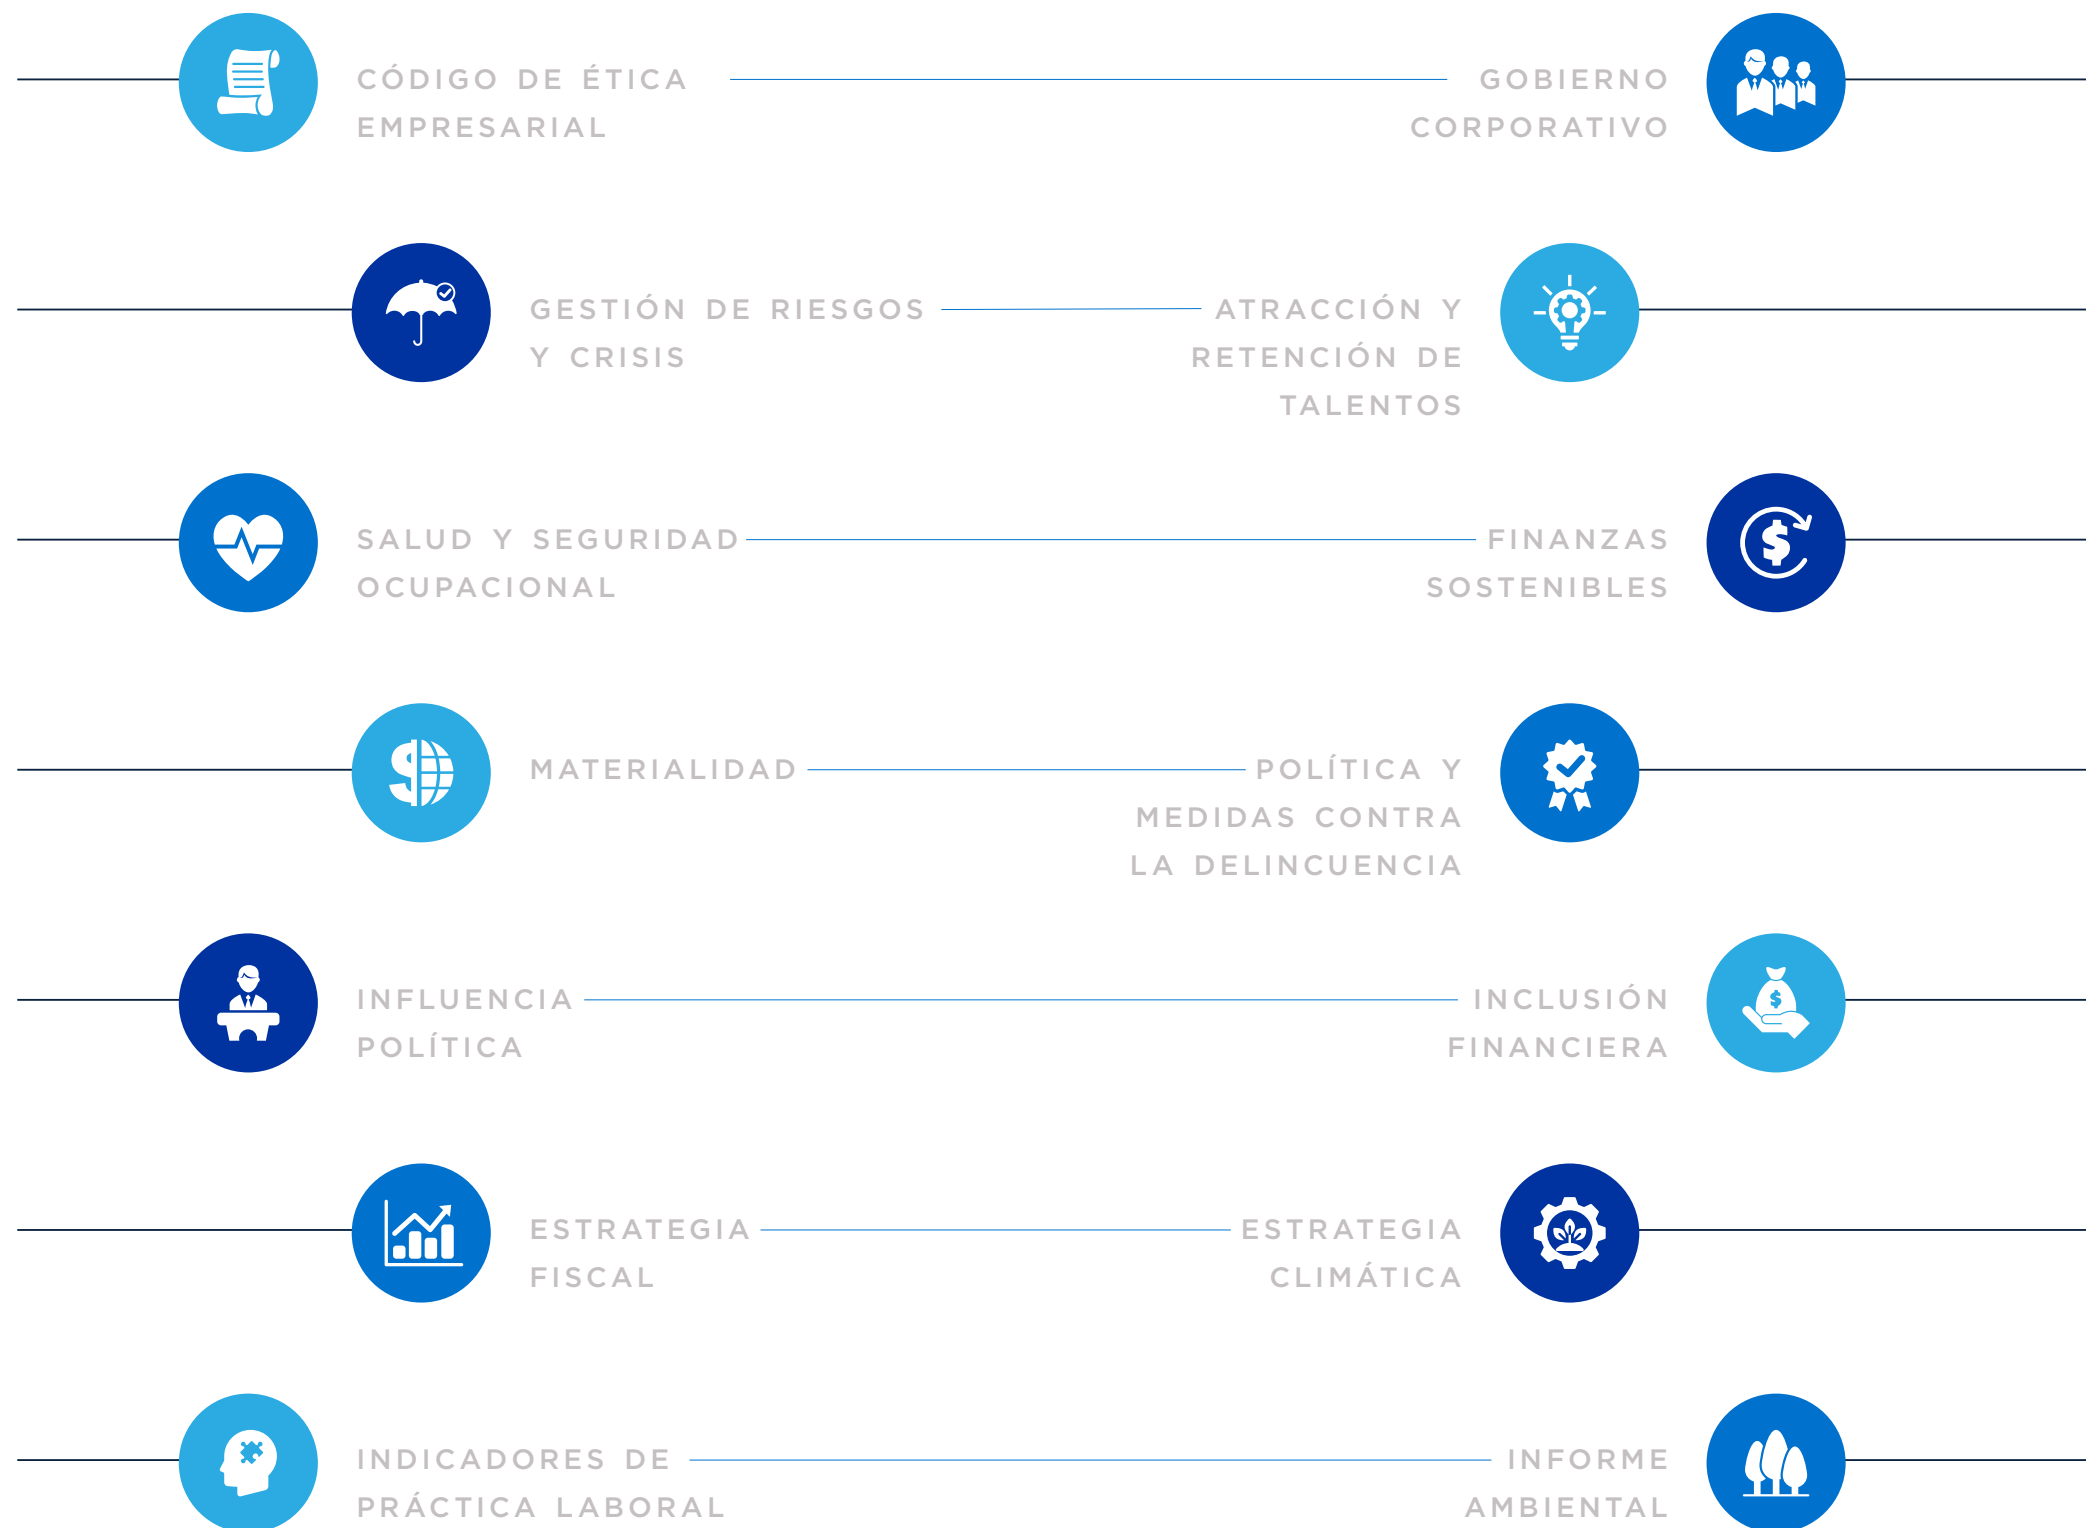 CÓDIGO DE ÉTICA
EMPRESARIAL
GOBIERNO
CORPORATIVO
GESTIÓN DE RIESGOS
Y CRISIS
ATRACCIÓN Y
RETENCIÓN DE
TALENTOS
SALUD Y SEGURIDAD
OCUPACIONAL
FINANZAS
SOSTENIBLES
MATERIALIDAD
POLÍTICA Y
MEDIDAS CONTRA
LA DELINCUENCIA
INFLUENCIA
POLÍTICA
INCLUSIÓN
FINANCIERA
ESTRATEGIA
FISCAL
ESTRATEGIA
CLIMÁTICA
INDICADORES DE
PRÁCTICA LABORAL
INFORME
AMBIENTAL